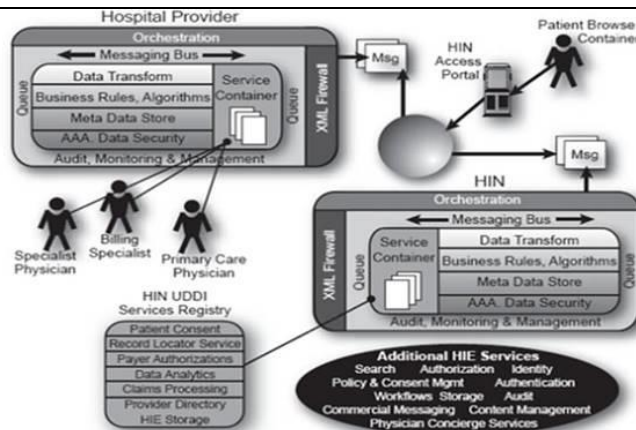 Hospital Provider
Orchestration
Messaging Bus
Queue
Data Transform
Business Rules, Algorithms
Meta Data Store
AAA. Data Security
Service
Container
Queue
XML Firewall
Audit, Monitoring & Management
Msg
HIN
Access
Portal
Patient Browser
Container
Msg
Specialist
Physician
Billing
Specialist
Primary Care
Physician
HIN
Orchestration
Messaging Bus
XML Firewall
Queue
Service
Container
Data Transform
Business Rules, Algorithms
Meta Data Store
AAA. Data Security
Queue
Audit, Monitoring & Management
HIN UDDI
Services Registry
Patient Consent
Record Locator Service
Payer Authorizations
Data Analytics
Claims Processing
Provider Directory
HIE Storage
Additional HIE Services
Search Authorization Identity
Policy & Consent Mgmt Authentication
Workflows Storage Audit
Commercial Messaging Content Management
Physician Concierge Services